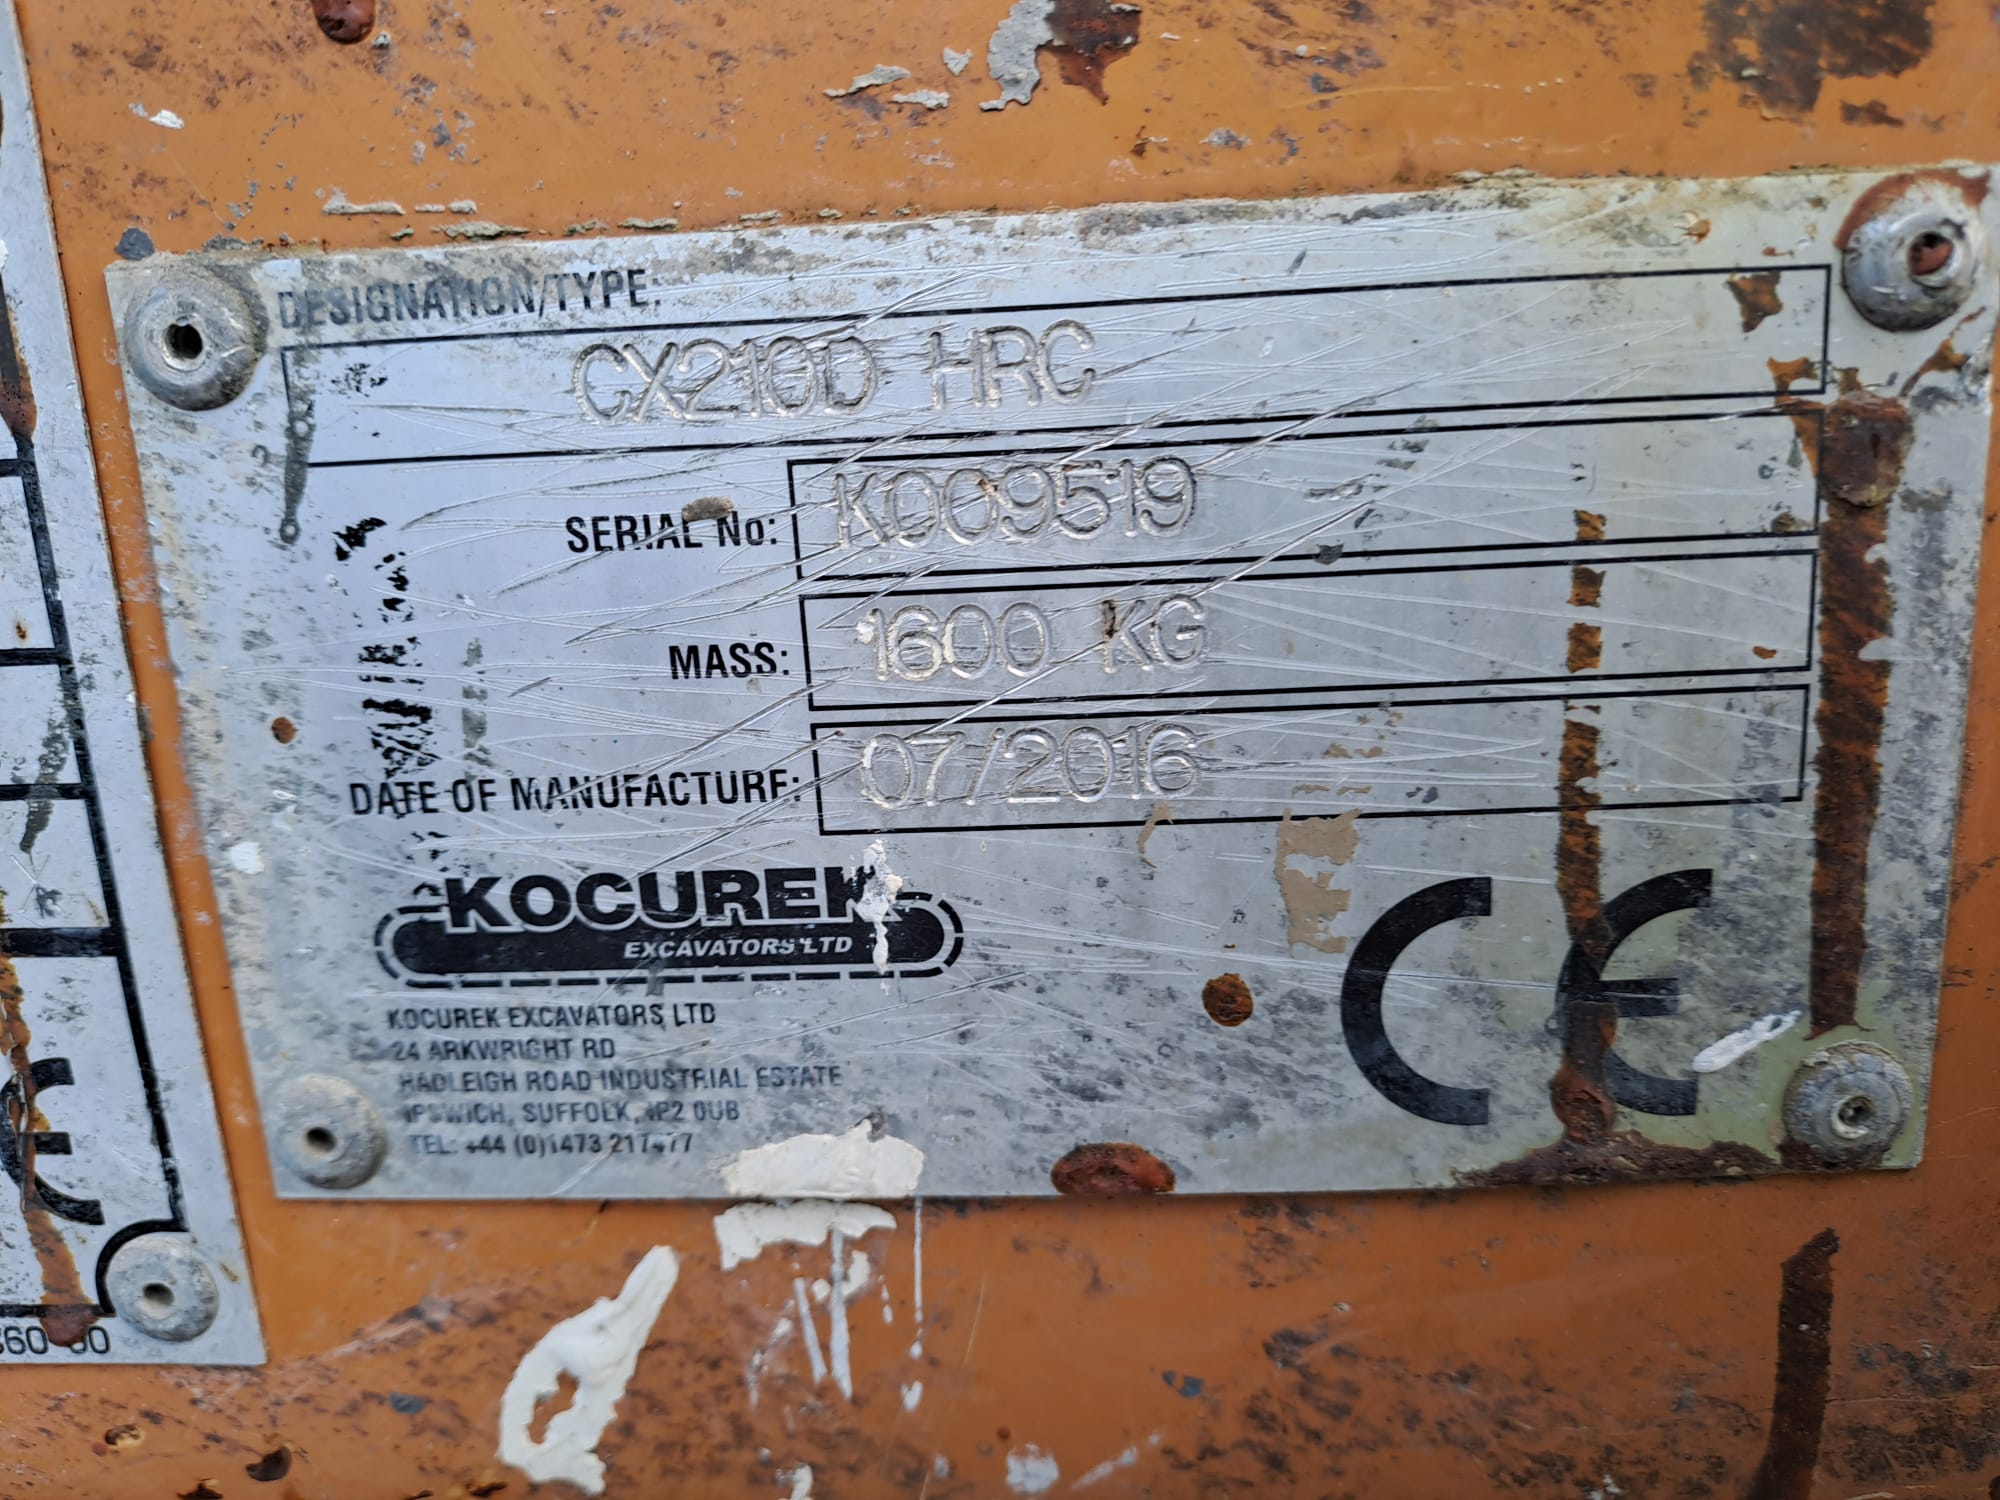 DESIGNATION/TYPE:
CX210D HRC
SERIAL No: K009519
MASS: 1600 KG
DATE OF MANUFACTURE: 07/2016
KOCUREK
EXCAVATORS LTD
CE
KOCUREK EXCAVATORS LTD
24 ARKWRIGHT RD
HADLEIGH ROAD INDUSTRIAL ESTATE
IPSWICH, SUFFOLK, IP2 0UB
TEL: +44 (0)1473 217477
CE